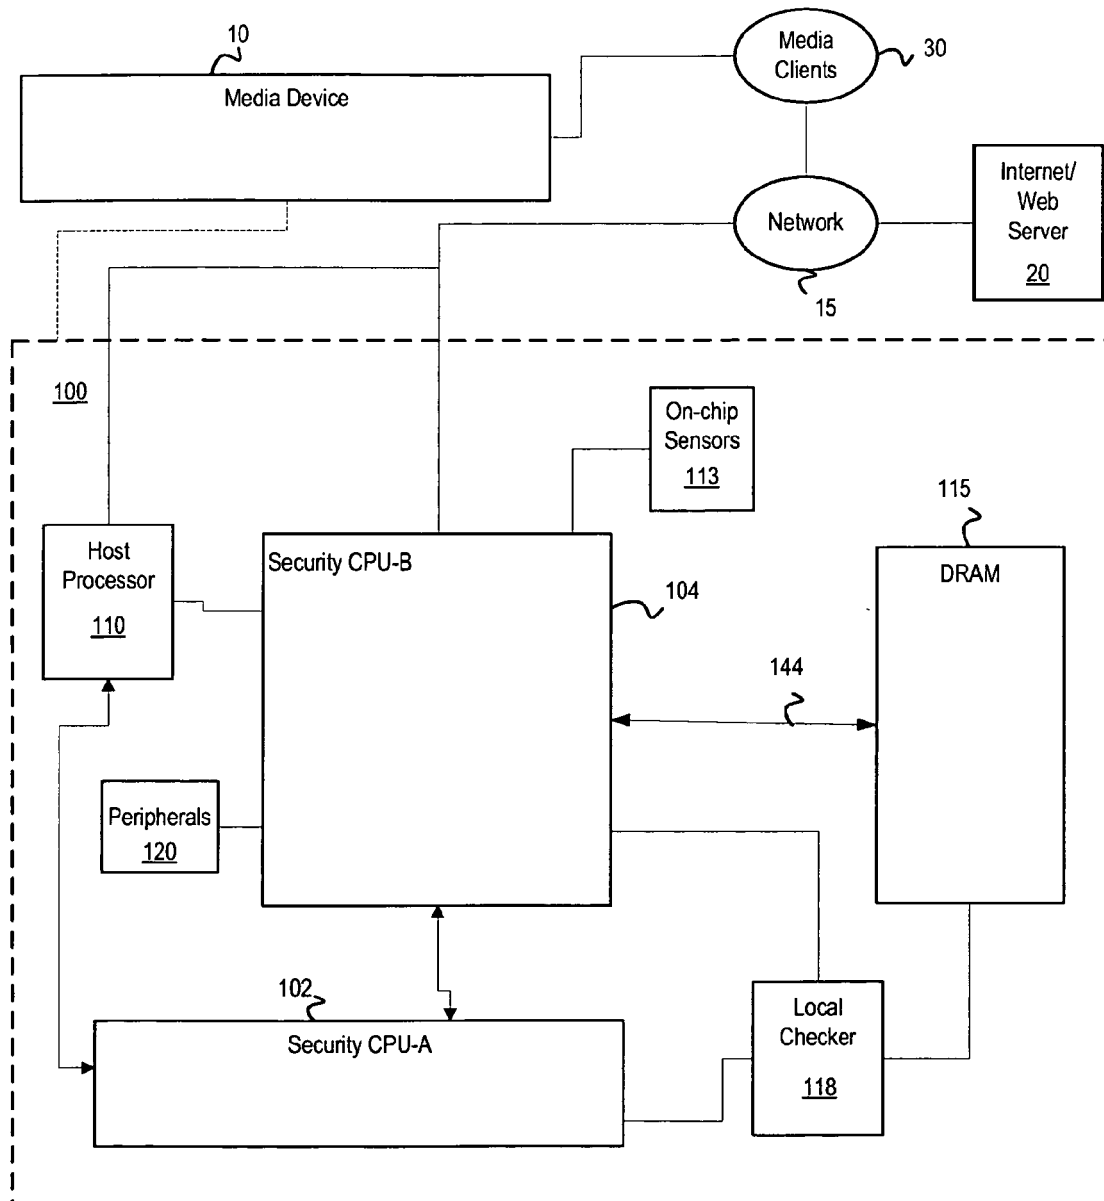 10
Media Device
Media
Clients
30
Internet/
Web
Server
20
Network
15
100
On-chip
Sensors
113
115
DRAM
Host
Processor
110
Security CPU-B
104
144
Peripherals
120
102
Security CPU-A
Local
Checker
118